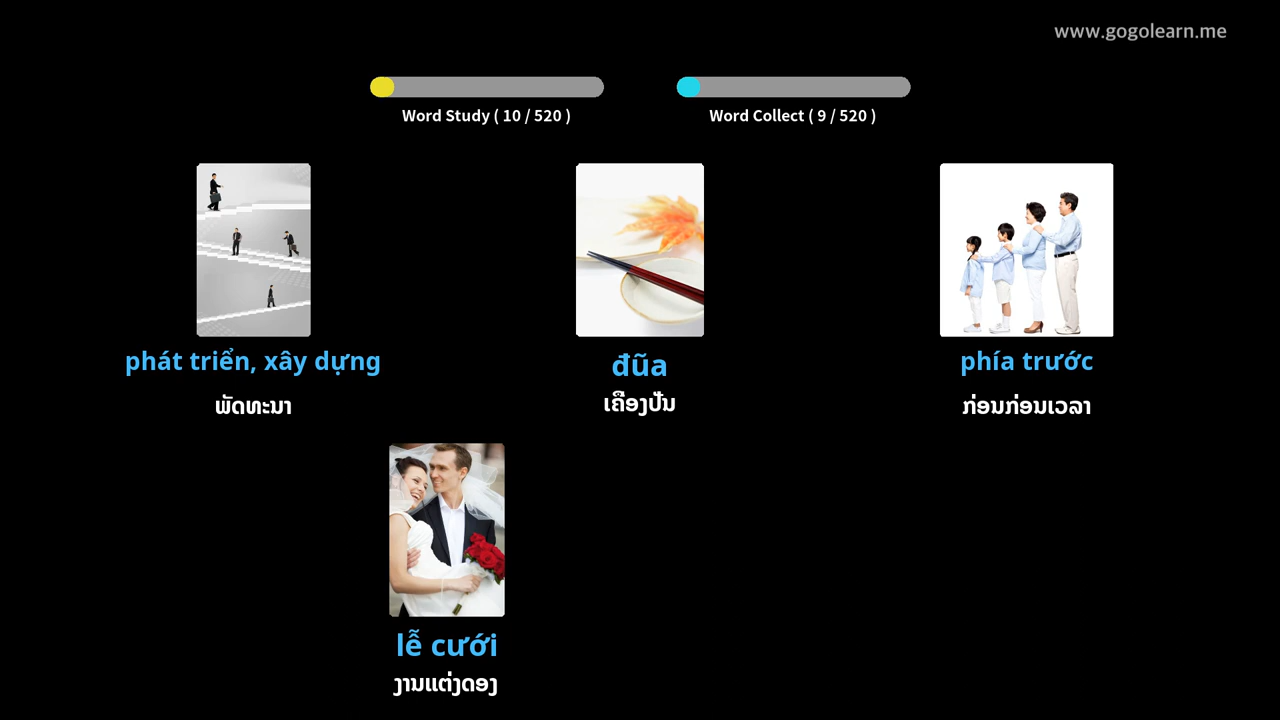 www.gogolearn.me
Word Study ( 10 / 520 )
Word Collect ( 9 / 520 )
phát triển, xây dựng
ພັດທະນາ
đũa
ເຄືອງປັ່ນ
phía trước
ກ່ອນກ່ອນເວລາ
lễ cưới
ງານແຕ່ງດອງ